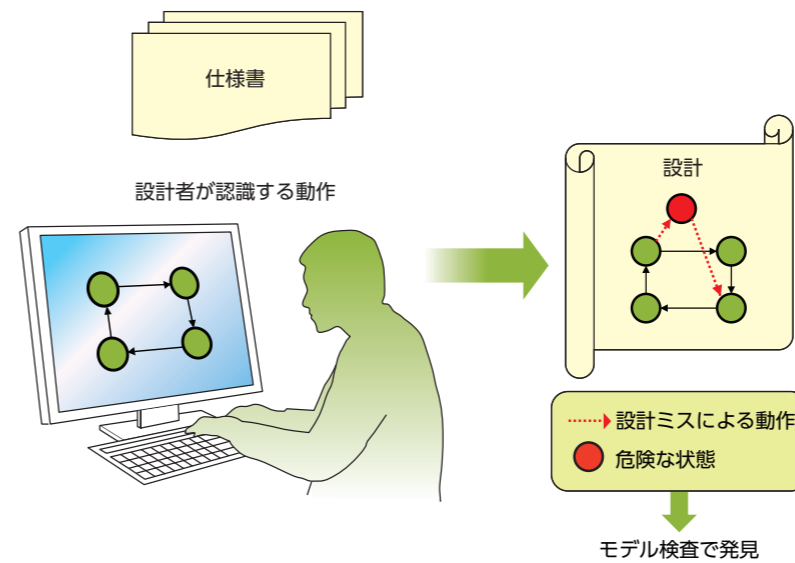 仕様書
設計者が認識する動作
設計
設計ミスによる動作
危険な状態
モデル検査で発見